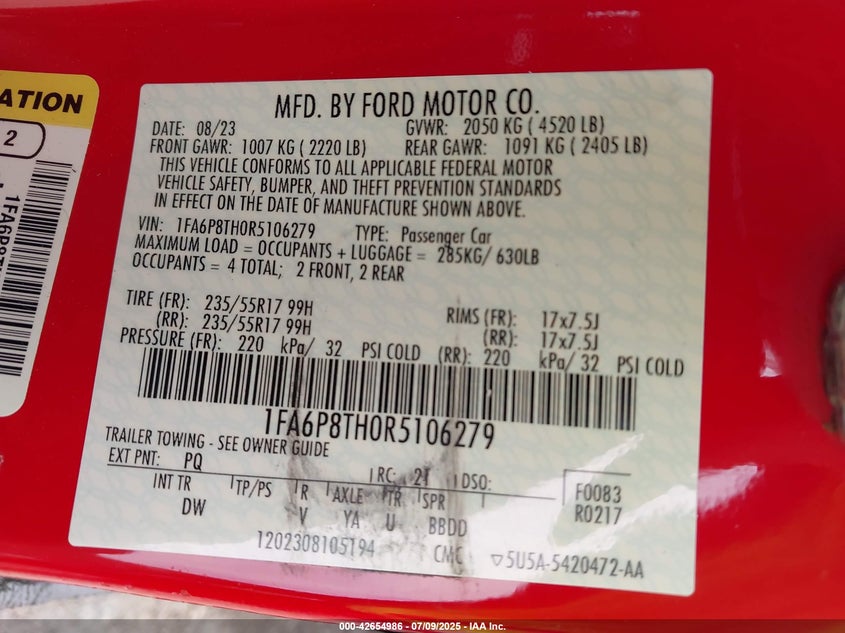 ATION
2
1FA6P8T
MFD. BY FORD MOTOR CO.
DATE: 08/23 GVWR: 2050 KG ( 4520 LB)
FRONT GAWR: 1007 KG ( 2220 LB) REAR GAWR: 1091 KG ( 2405 LB)
THIS VEHICLE CONFORMS TO ALL APPLICABLE FEDERAL MOTOR
VEHICLE SAFETY, BUMPER, AND THEFT PREVENTION STANDARDS
IN EFFECT ON THE DATE OF MANUFACTURE SHOWN ABOVE.
VIN: 1FA6P8TH0R5106279 TYPE: Passenger Car
MAXIMUM LOAD = OCCUPANTS + LUGGAGE = 285KG/ 630LB
OCCUPANTS = 4 TOTAL; 2 FRONT, 2 REAR
TIRE (FR): 235/55R17 99H RIMS (FR): 17x7.5J
(RR): 235/55R17 99H (RR): 17x7.5J
PRESSURE (FR): 220 kPa/ 32 PSI COLD (RR): 220 kPa/ 32 PSI COLD
1FA6P8TH0R5106279
TRAILER TOWING - SEE OWNER GUIDE
EXT PNT: PQ RC: 21 DSO:
INT TR TP/PS R AXLE TR SPR F0083
DW V YA U BBDD R0217
1202308105194 CMC ▽5U5A-5420472-AA
000-42654986 - 07/09/2025 - IAA Inc.